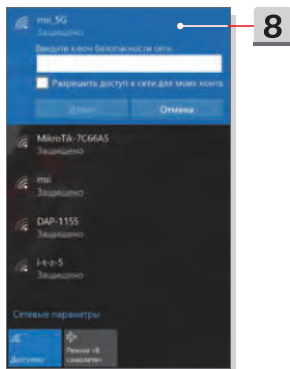 msi_5G
Защищено
8
Введите ключ безопасности сети
Разрешить доступ к сети для моих конта
Далее
Отмена
MikroTik-7C66A5
Защищено
msi
Защищено
DAP-1155
Защищено
i-t-z-5
Защищено
Сетевые параметры
Доступно
Режим «в
самолете»